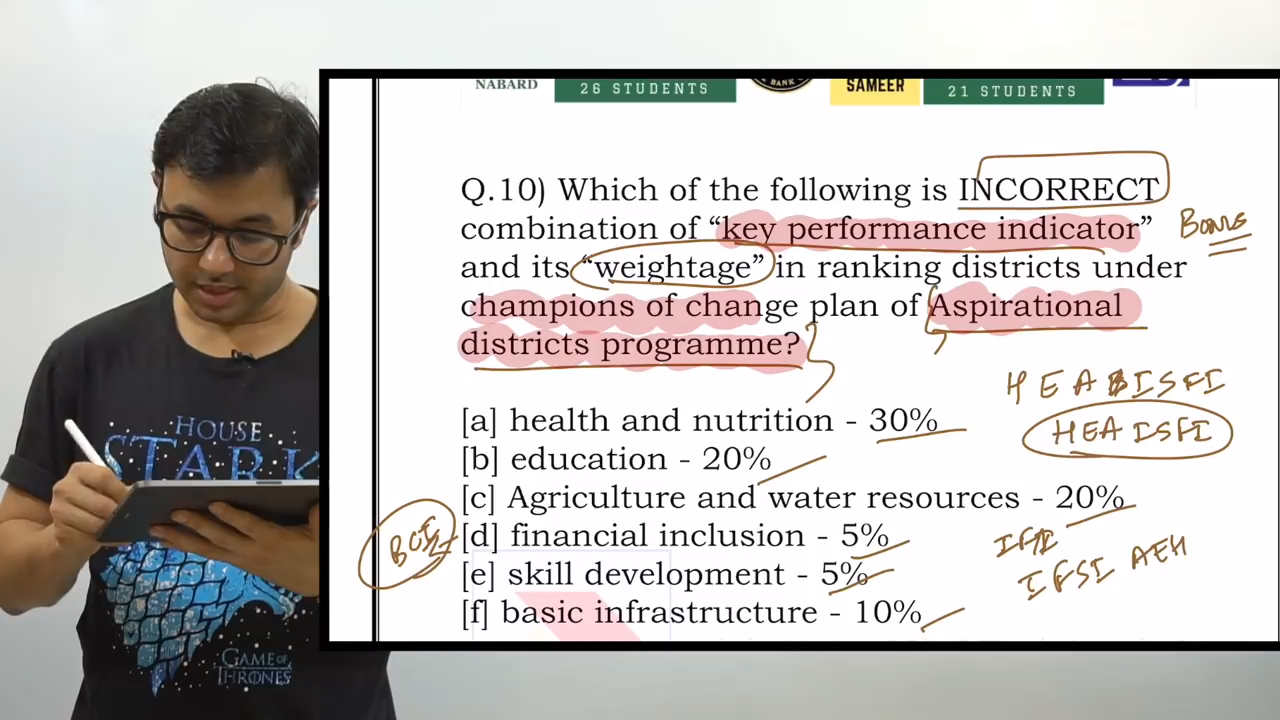 NABARD
26 STUDENTS
BANK
SAMEER
21 STUDENTS
Q.10) Which of the following is INCORRECT
combination of “key performance indicator”
and its “weightage” in ranking districts under
champions of change plan of Aspirational
districts programme?
[a] health and nutrition - 30%
[b] education - 20%
[c] Agriculture and water resources - 20%
[d] financial inclusion - 5%
[e] skill development - 5%
[f] basic infrastructure - 10%
HEAISFI
IFSI AEH
HOUSE
STARK
GAME OF
THRONES